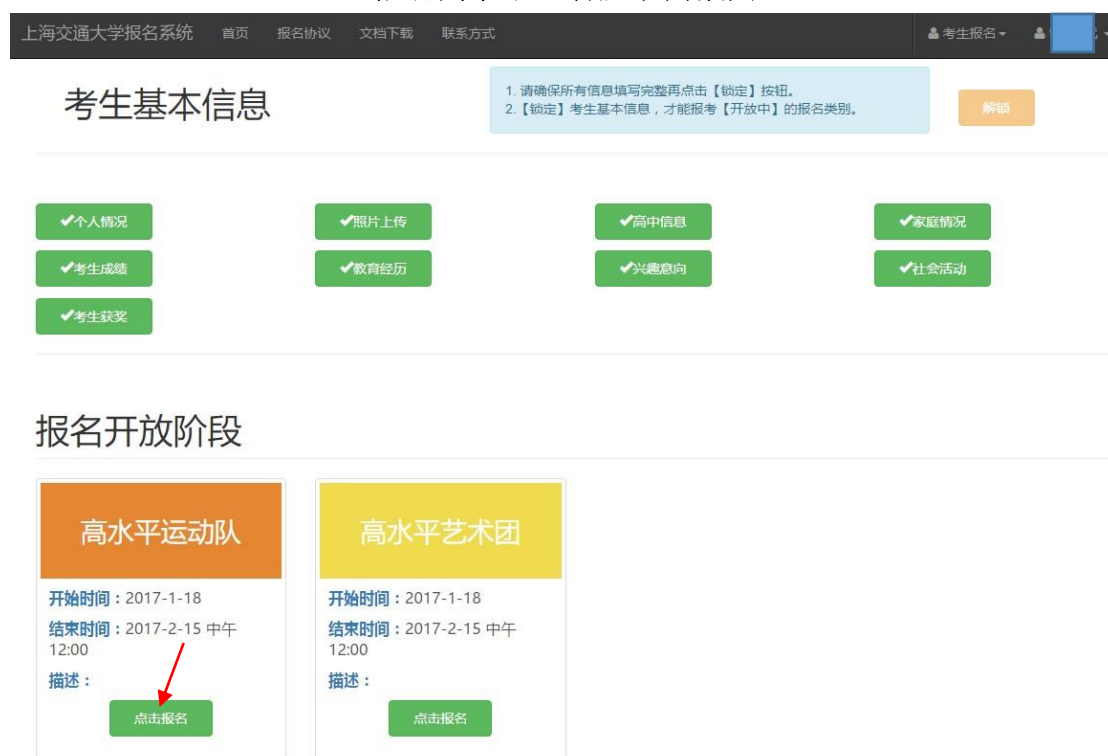 上海交通大学报名系统 首页 报名协议 文档下载 联系方式 考生报名
考生基本信息
1. 请确保所有信息填写完整再点击【锁定】按钮。
2.【锁定】考生基本信息，才能报考【开放中】的报名类别。
解锁
个人情况 照片上传 高中信息 家庭情况
考生成绩 教育经历 兴趣意向 社会活动
考生获奖
报名开放阶段
高水平运动队
开始时间：2017-1-18
结束时间：2017-2-15 中午
12:00
描述：
点击报名
高水平艺术团
开始时间：2017-1-18
结束时间：2017-2-15 中午
12:00
描述：
点击报名